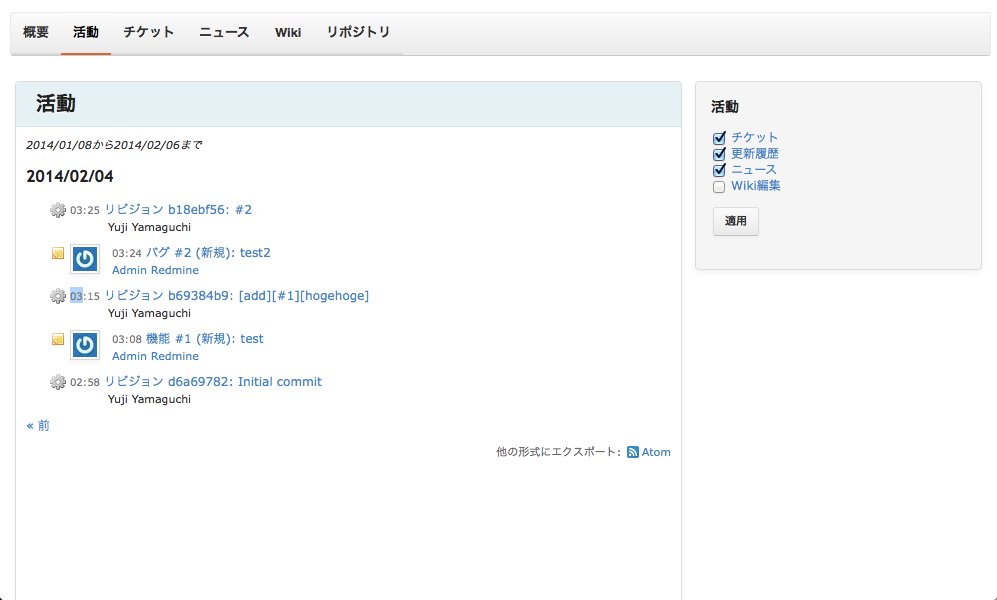 概要 活動 チケット ニュース Wiki リポジトリ
活動
2014/01/08から2014/02/06まで
2014/02/04
03:25 リビジョン b18ebf56: #2
Yuji Yamaguchi
03:24 バグ #2 (新規): test2
Admin Redmine
03:15 リビジョン b69384b9: [add][#1][hogehoge]
Yuji Yamaguchi
03:08 機能 #1 (新規): test
Admin Redmine
02:58 リビジョン d6a69782: Initial commit
Yuji Yamaguchi
« 前
他の形式にエクスポート: Atom
活動
チケット
更新履歴
ニュース
Wiki編集
適用